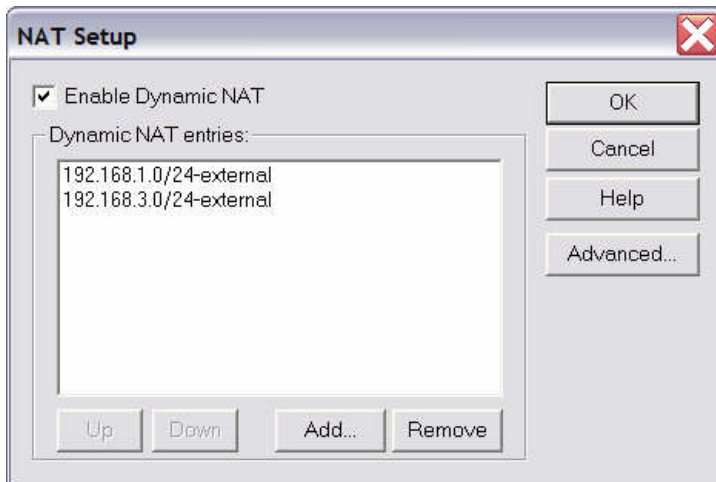 NAT Setup
Enable Dynamic NAT
Dynamic NAT entries:
192.168.1.0/24-external
192.168.3.0/24-external
Up
Down
Add...
Remove
OK
Cancel
Help
Advanced...